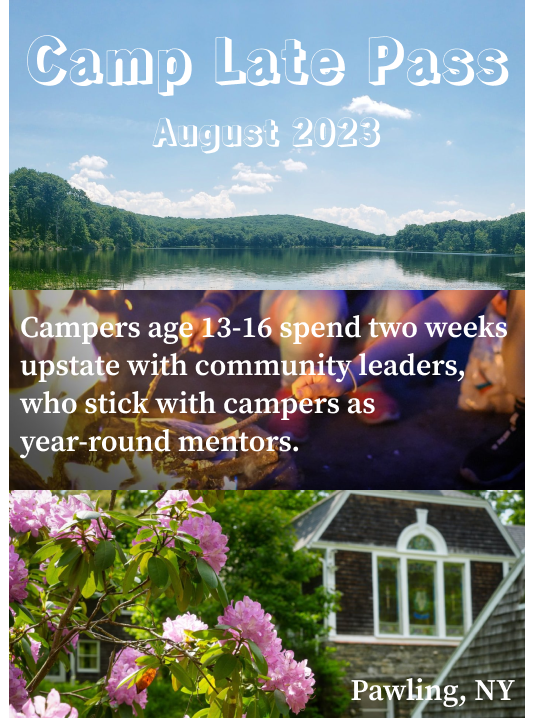 Camp Late Pass
August 2023
Campers age 13-16 spend two weeks
upstate with community leaders,
who stick with campers as
year-round mentors.
Pawling, NY